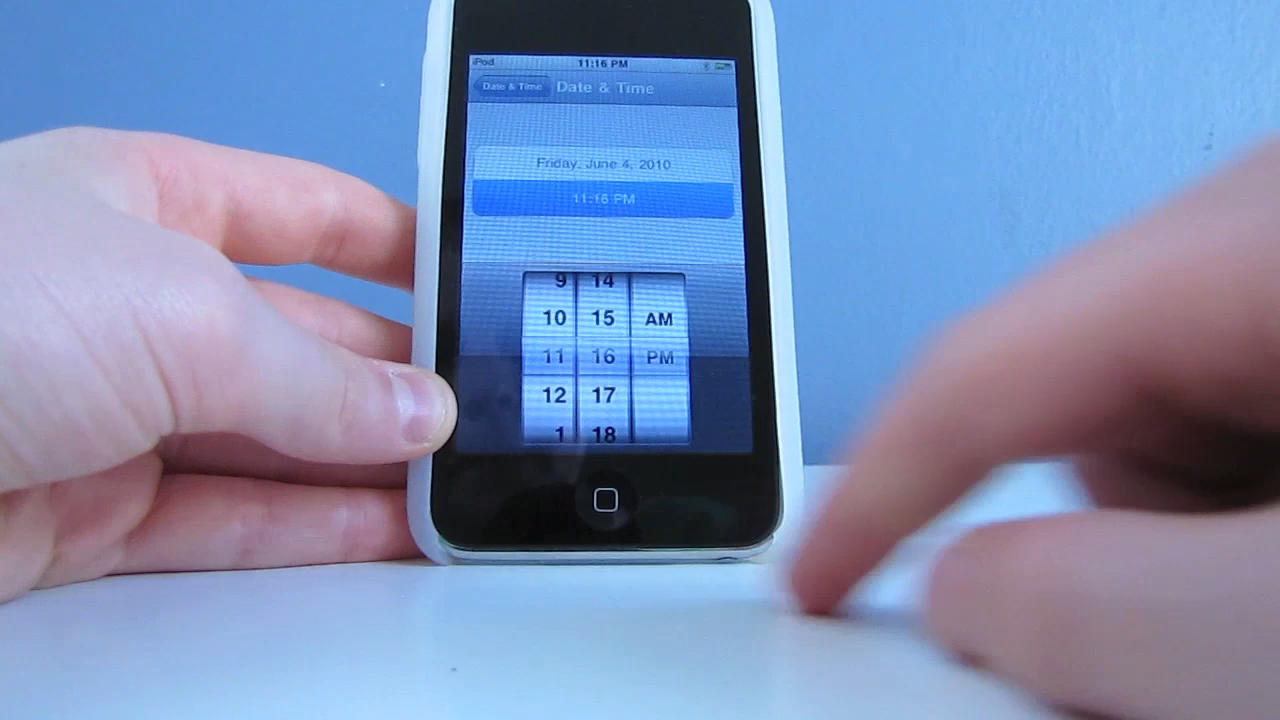 iPod 11:16 PM
Date & Time Date & Time
Friday, June 4, 2010
11:16 PM
9 14
10 15 AM
11 16 PM
12 17
1 18